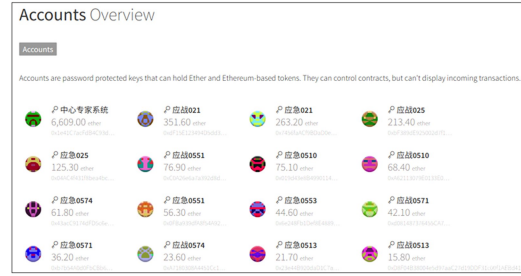 Accounts Overview
Accounts
Accounts are password protected keys that can hold Ether and Ethereum-based tokens. They can control contracts, but can't display incoming transactions.
中心专家系统
6,609.00 ether
应战021
351.60 ether
应急021
263.20 ether
应战025
213.40 ether
应急025
125.30 ether
应战0551
76.90 ether
应急0510
75.10 ether
应战0510
68.40 ether
应急0574
61.80 ether
应急0551
56.30 ether
应急0553
44.60 ether
应急0571
42.10 ether
应战0571
36.20 ether
应战0574
23.60 ether
应急0513
21.70 ether
应战0513
15.80 ether